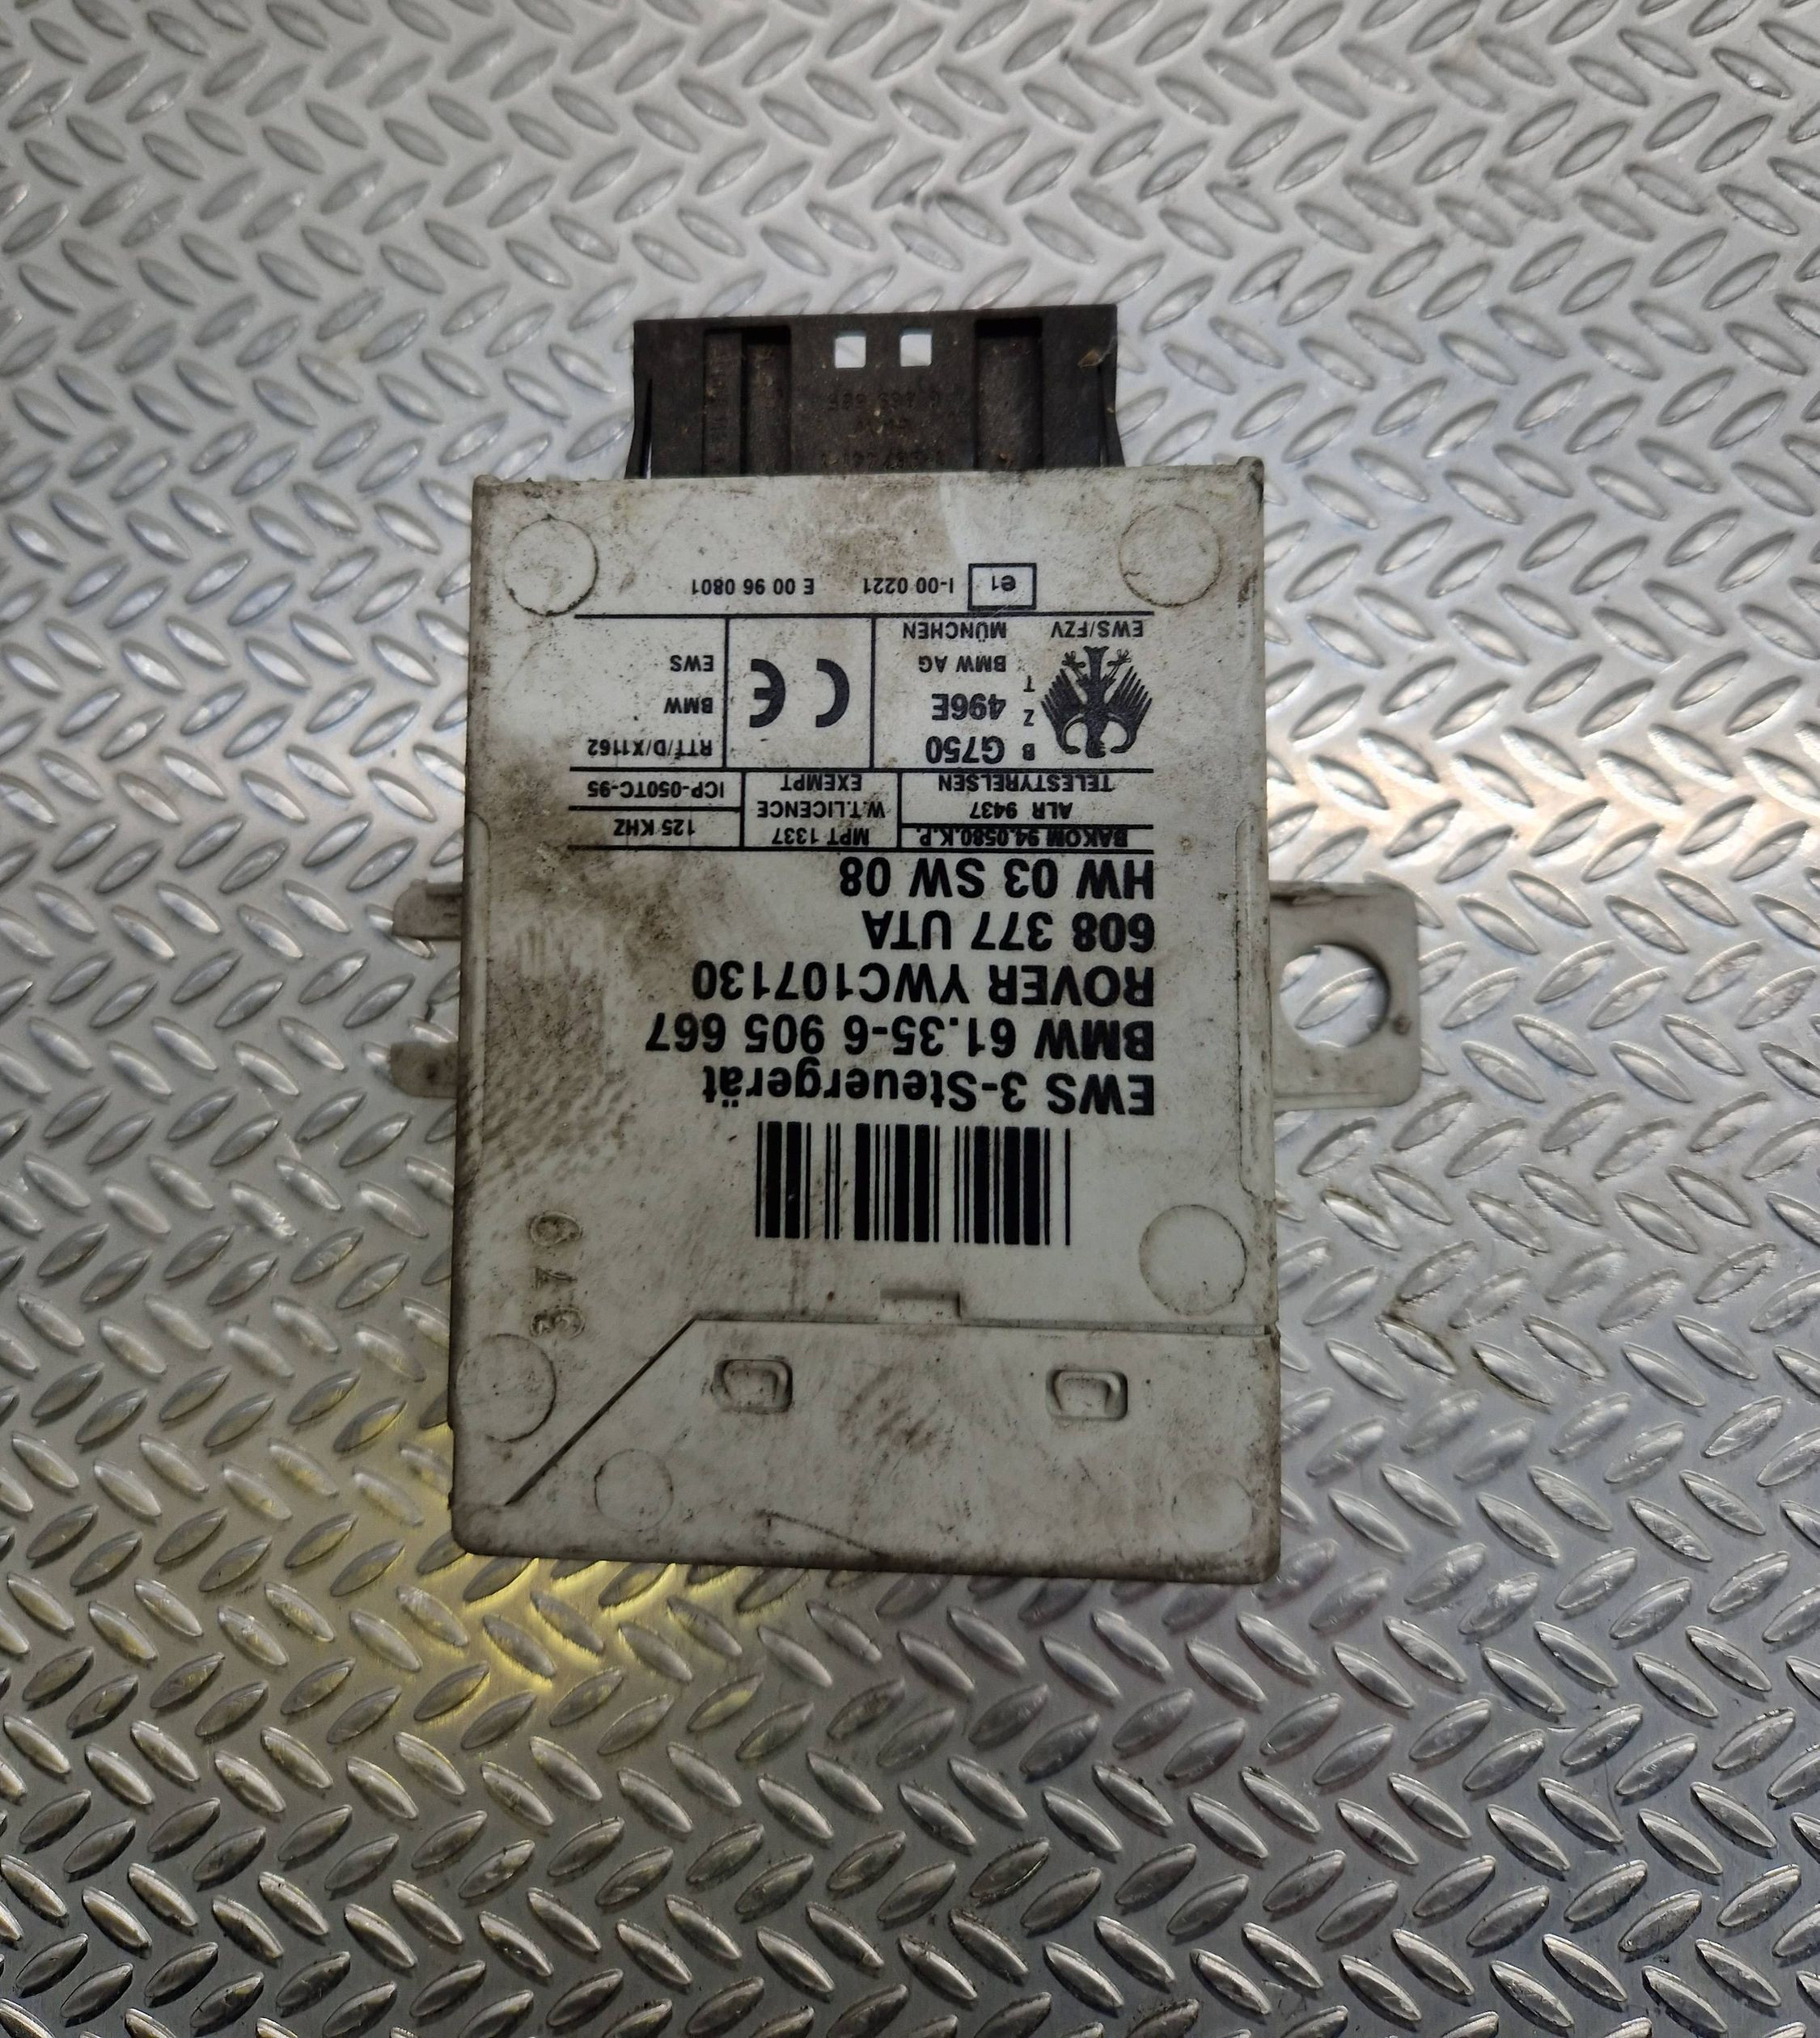 EWS 3-Steuergerät
BMW 61.35-6 905 667
ROVER YWC107130
608 377 UTA
HW 03 SW 08
BAKOM 94.0580.K.P.
ALR 9437
TELESTYRELSEN
MPT 1337
W.T.LICENCE
EXEMPT
125 KHZ
ICP-050TC-95
B G750
Z 496E
T
BMW AG
EWS/FZV MÜNCHEN
CE
RTT/D/X1162
BMW
EWS
e1 I-00 0221 E 00 96 0801
379